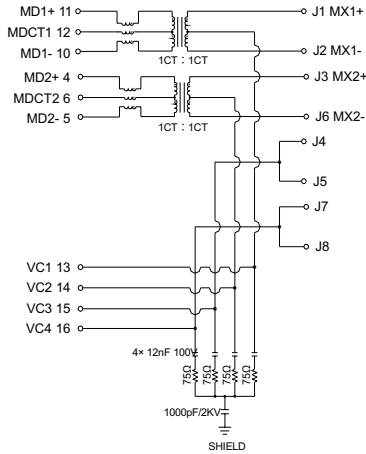 MD1+ 11
J1 MX1+
MDCT1 12
MD1- 10
J2 MX1-
1CT : 1CT
MD2+ 4
J3 MX2+
MDCT2 6
MD2- 5
J6 MX2-
1CT : 1CT
J4
J5
J7
J8
VC1 13
VC2 14
VC3 15
VC4 16
4× 12nF 100V
75Ω
75Ω
75Ω
75Ω
1000pF/2KV
SHIELD